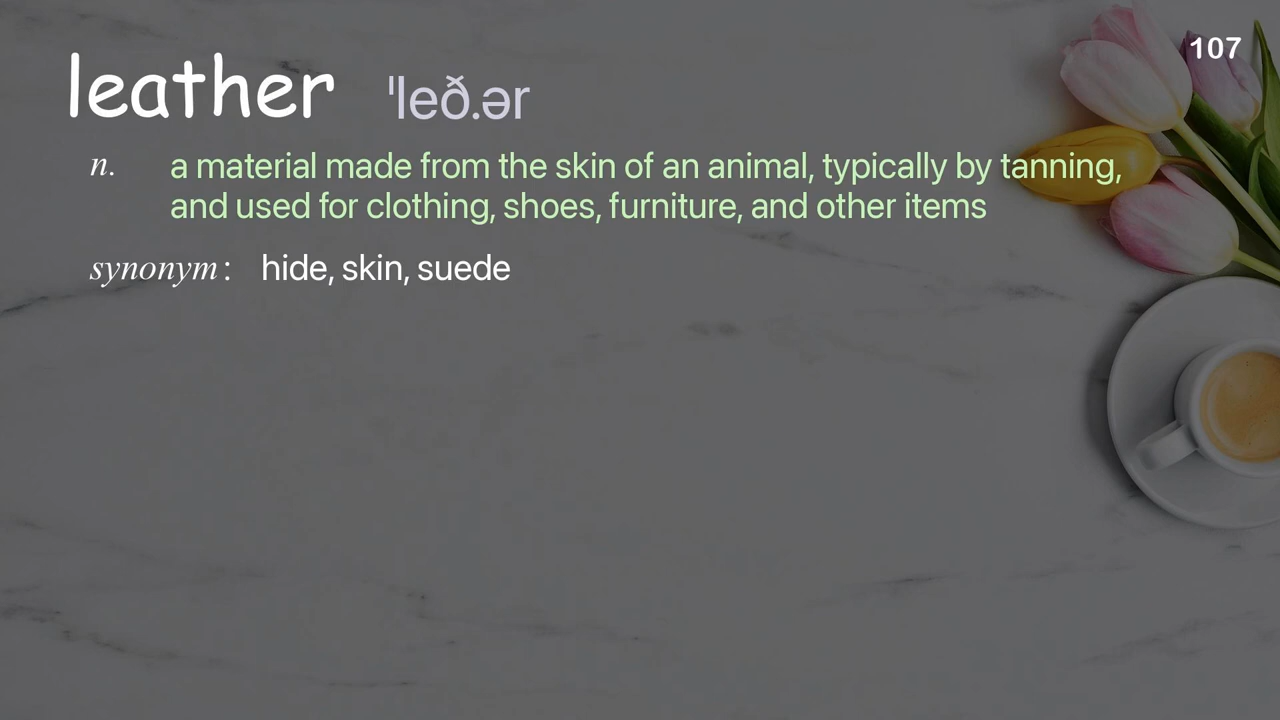 107
leather ˈleð.ər
n. a material made from the skin of an animal, typically by tanning,
and used for clothing, shoes, furniture, and other items
synonym: hide, skin, suede